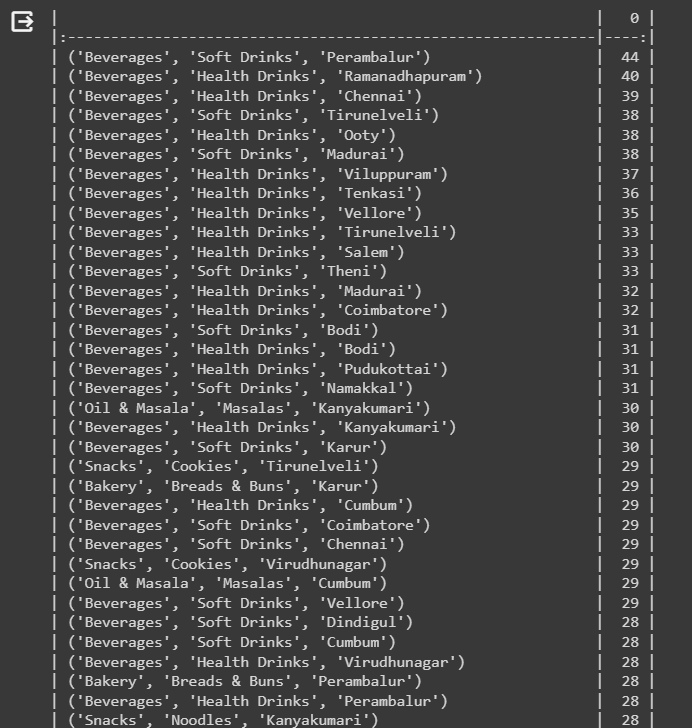 |                                                              |   0 |
|:-------------------------------------------------------------|----:|
| ('Beverages', 'Soft Drinks', 'Perambalur')                   |  44 |
| ('Beverages', 'Health Drinks', 'Ramanadhapuram')             |  40 |
| ('Beverages', 'Health Drinks', 'Chennai')                    |  39 |
| ('Beverages', 'Soft Drinks', 'Tirunelveli')                  |  38 |
| ('Beverages', 'Health Drinks', 'Ooty')                       |  38 |
| ('Beverages', 'Soft Drinks', 'Madurai')                      |  38 |
| ('Beverages', 'Health Drinks', 'Viluppuram')                 |  37 |
| ('Beverages', 'Health Drinks', 'Tenkasi')                    |  36 |
| ('Beverages', 'Health Drinks', 'Vellore')                    |  35 |
| ('Beverages', 'Health Drinks', 'Tirunelveli')                |  33 |
| ('Beverages', 'Health Drinks', 'Salem')                      |  33 |
| ('Beverages', 'Soft Drinks', 'Theni')                        |  33 |
| ('Beverages', 'Health Drinks', 'Madurai')                    |  32 |
| ('Beverages', 'Health Drinks', 'Coimbatore')                 |  32 |
| ('Beverages', 'Soft Drinks', 'Bodi')                         |  31 |
| ('Beverages', 'Health Drinks', 'Bodi')                       |  31 |
| ('Beverages', 'Health Drinks', 'Pudukottai')                 |  31 |
| ('Beverages', 'Soft Drinks', 'Namakkal')                     |  31 |
| ('Oil & Masala', 'Masalas', 'Kanyakumari')                   |  30 |
| ('Beverages', 'Health Drinks', 'Kanyakumari')                |  30 |
| ('Beverages', 'Soft Drinks', 'Karur')                        |  30 |
| ('Snacks', 'Cookies', 'Tirunelveli')                         |  29 |
| ('Bakery', 'Breads & Buns', 'Karur')                         |  29 |
| ('Beverages', 'Health Drinks', 'Cumbum')                     |  29 |
| ('Beverages', 'Soft Drinks', 'Coimbatore')                   |  29 |
| ('Beverages', 'Soft Drinks', 'Chennai')                      |  29 |
| ('Snacks', 'Cookies', 'Virudhunagar')                        |  29 |
| ('Oil & Masala', 'Masalas', 'Cumbum')                        |  29 |
| ('Beverages', 'Soft Drinks', 'Vellore')                      |  29 |
| ('Beverages', 'Soft Drinks', 'Dindigul')                     |  28 |
| ('Beverages', 'Soft Drinks', 'Cumbum')                       |  28 |
| ('Beverages', 'Health Drinks', 'Virudhunagar')               |  28 |
| ('Bakery', 'Breads & Buns', 'Perambalur')                    |  28 |
| ('Beverages', 'Health Drinks', 'Perambalur')                 |  28 |
| ('Snacks', 'Noodles', 'Kanyakumari')                         |  28 |